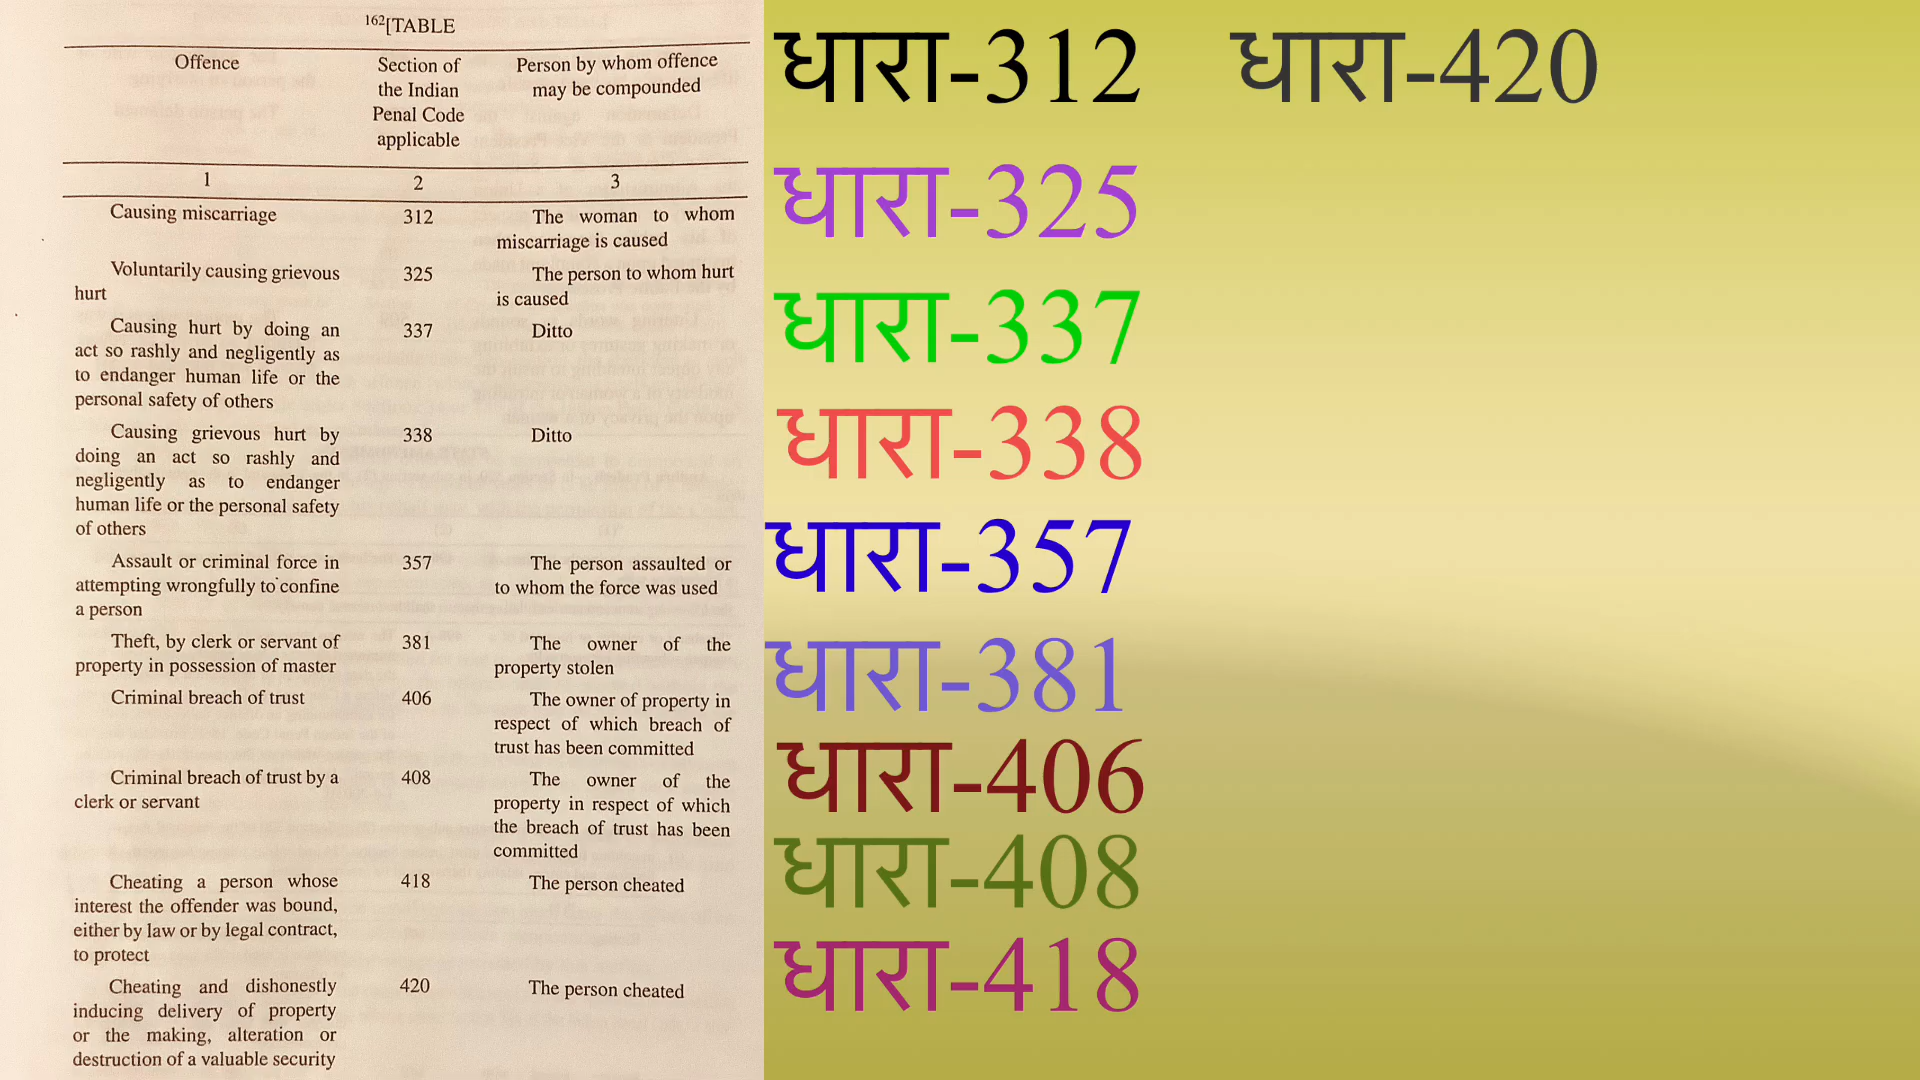 162[TABLE
Offence Section of the Indian Penal Code applicable Person by whom offence may be compounded
1 2 3
Causing miscarriage 312 The woman to whom
miscarriage is caused
Voluntarily causing grievous 325 The person to whom hurt
hurt is caused
Causing hurt by doing an 337 Ditto
act so rashly and negligently as
to endanger human life or the
personal safety of others
Causing grievous hurt by 338 Ditto
doing an act so rashly and
negligently as to endanger
human life or the personal safety
of others
Assault or criminal force in 357 The person assaulted or
attempting wrongfully to confine to whom the force was used
a person
Theft, by clerk or servant of 381 The owner of the
property in possession of master property stolen
Criminal breach of trust 406 The owner of property in
respect of which breach of
trust has been committed
Criminal breach of trust by a 408 The owner of the
clerk or servant property in respect of which
the breach of trust has been
committed
Cheating a person whose 418 The person cheated
interest the offender was bound,
either by law or by legal contract,
to protect
Cheating and dishonestly 420 The person cheated
inducing delivery of property
or the making, alteration or
destruction of a valuable security
धारा-312 धारा-420
धारा-325
धारा-337
धारा-338
धारा-357
धारा-381
धारा-406
धारा-408
धारा-418